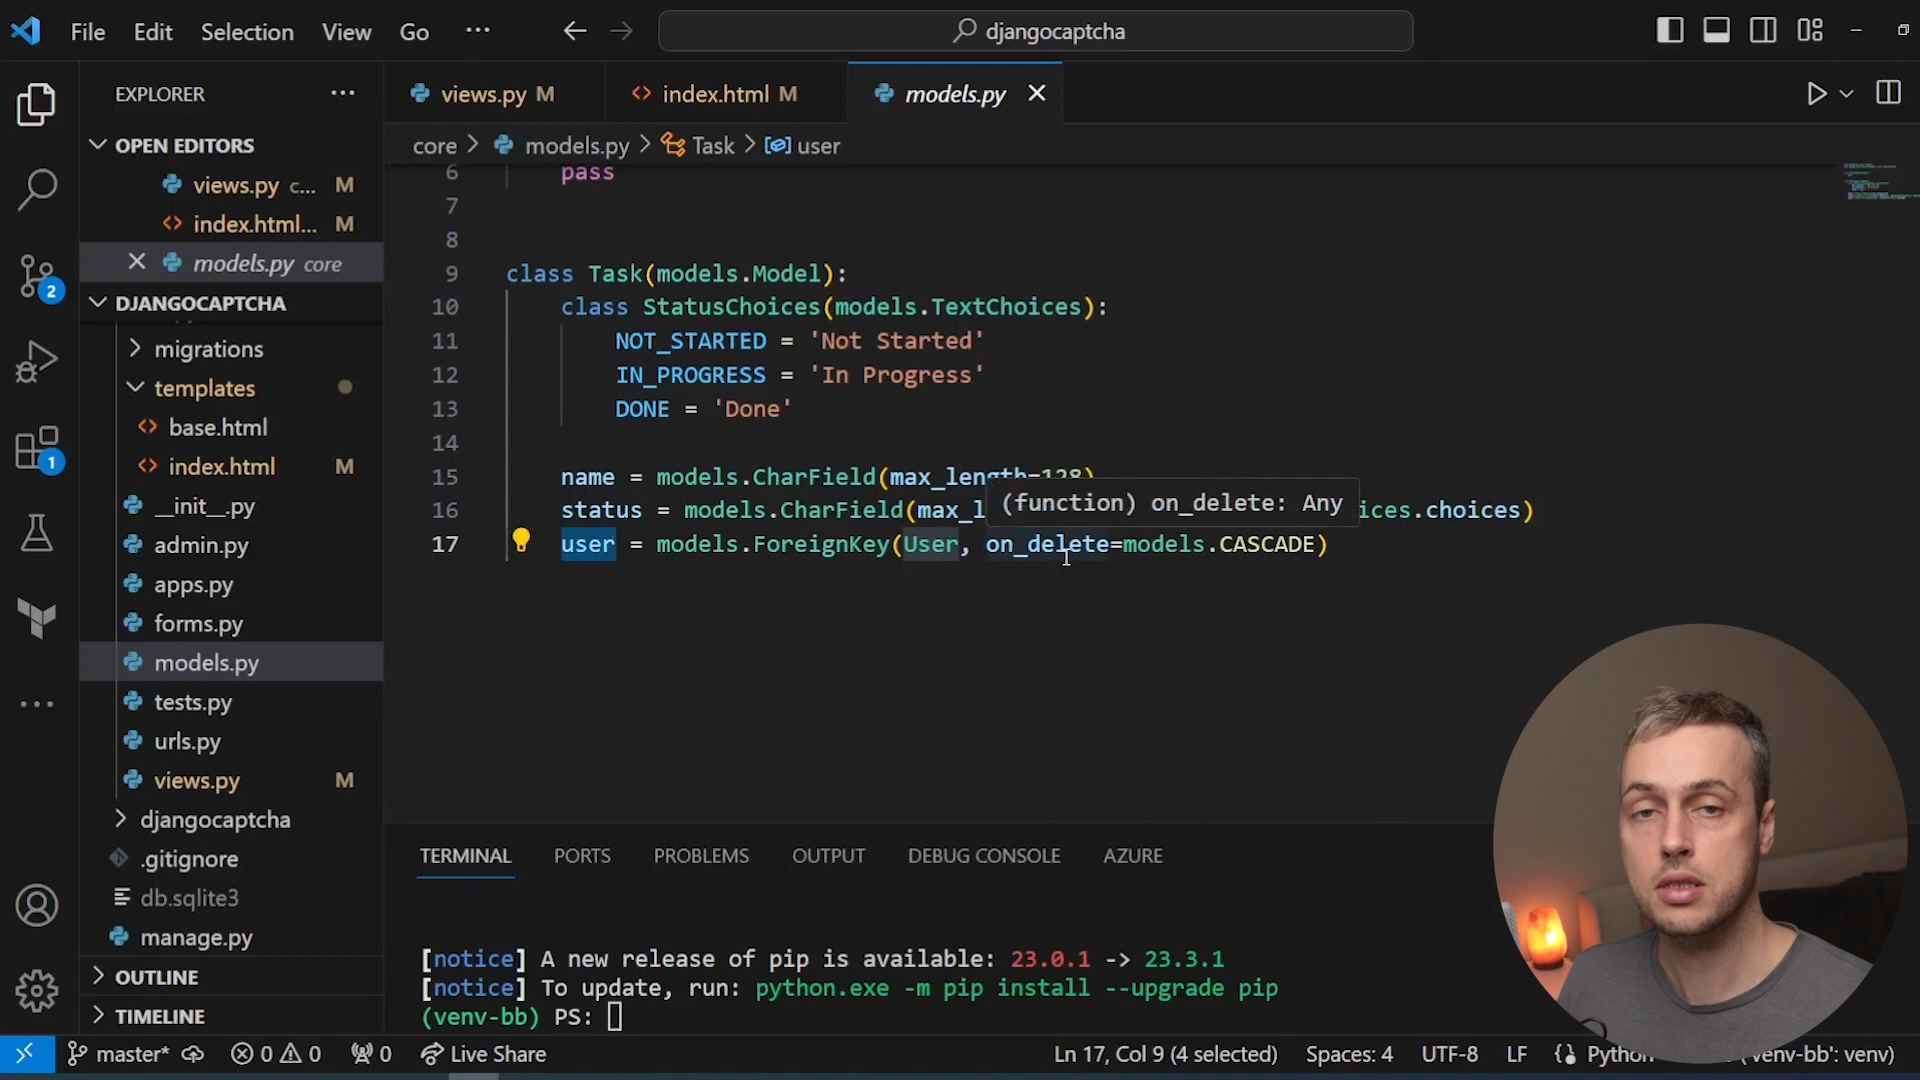 File Edit Selection View Go ··· djangocaptcha
EXPLORER ···
OPEN EDITORS
views.py c... M
index.html... M
models.py core
DJANGOCAPTCHA
migrations
templates
base.html
index.html M
__init__.py
admin.py
apps.py
forms.py
models.py
tests.py
urls.py
views.py M
djangocaptcha
.gitignore
db.sqlite3
manage.py
OUTLINE
TIMELINE
2
1
views.py M index.html M models.py
core > models.py > Task > user
6 pass
7
8
9 class Task(models.Model):
10 class StatusChoices(models.TextChoices):
11 NOT_STARTED = 'Not Started'
12 IN_PROGRESS = 'In Progress'
13 DONE = 'Done'
14
15 name = models.CharField(max_length=128)
16 status = models.CharField(max_l ices.choices)
(function) on_delete: Any
17 user = models.ForeignKey(User, on_delete=models.CASCADE)
TERMINAL PORTS PROBLEMS OUTPUT DEBUG CONSOLE AZURE
[notice] A new release of pip is available: 23.0.1 -> 23.3.1
[notice] To update, run: python.exe -m pip install --upgrade pip
(venv-bb) PS:
master* 0 0 0 Live Share Ln 17, Col 9 (4 selected) Spaces: 4 UTF-8 LF Python ('venv-bb': venv)